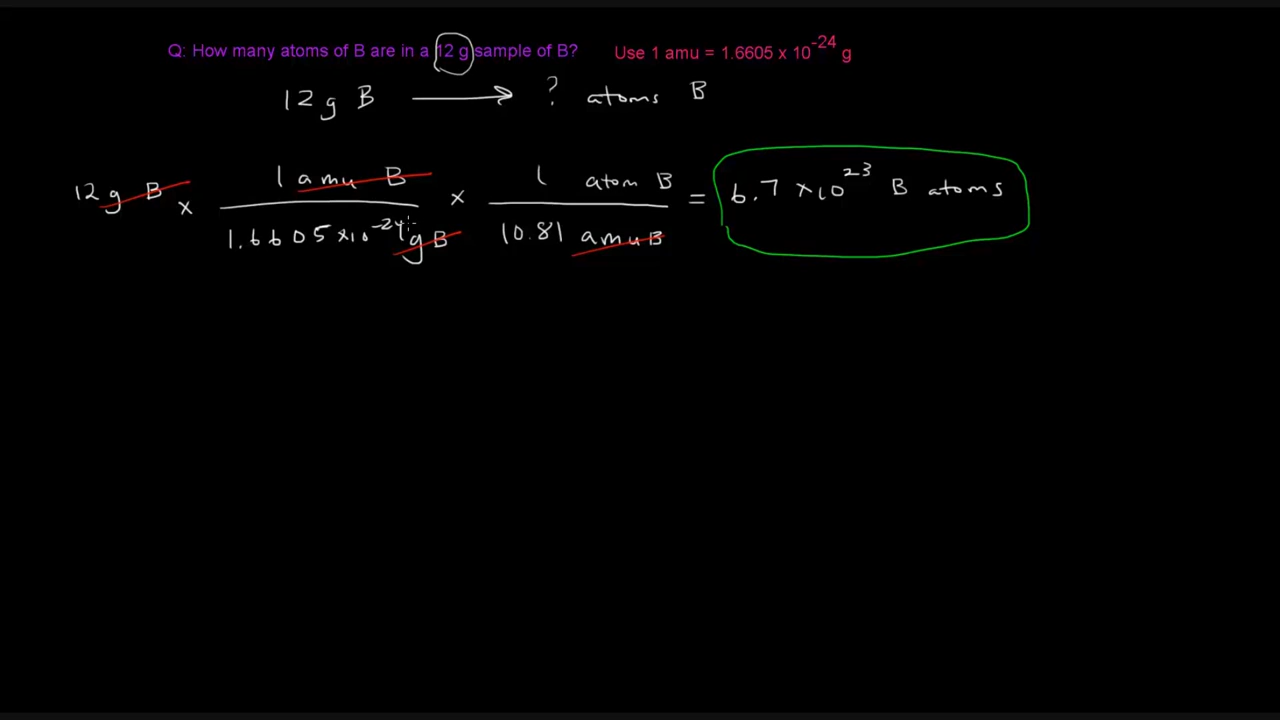 Q: How many atoms of B are in a 12 g sample of B? Use 1 amu = 1.6605 x 10^-24 g
12 g B ⟶ ? atoms B
12 g B x 1 amu B / 1.6605 x 10^-24 g B x 1 atom B / 10.81 amu B = 6.7 x 10^23 B atoms